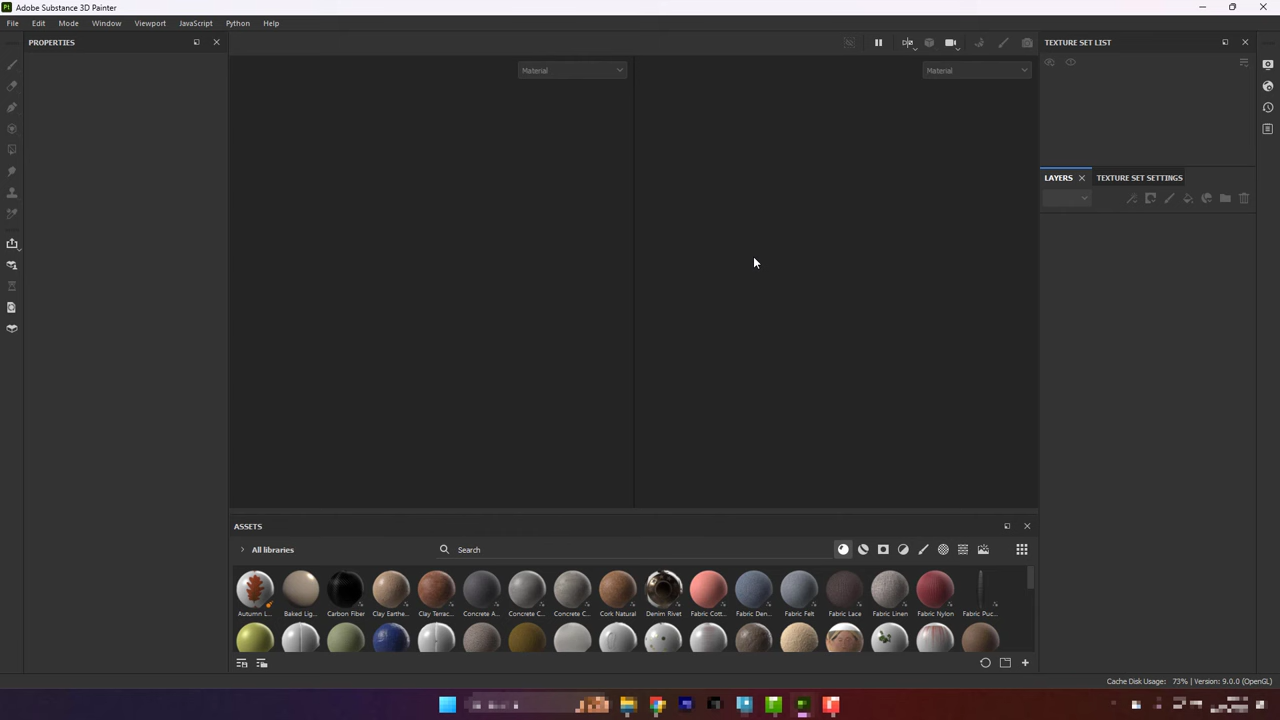 Pt Adobe Substance 3D Painter
File Edit Mode Window Viewport JavaScript Python Help
PROPERTIES
Material
Material
TEXTURE SET LIST
LAYERS
TEXTURE SET SETTINGS
ASSETS
All libraries
Search
Autumn L... Baked Lig... Carbon Fiber Clay Earthe... Clay Terrac... Concrete A... Concrete C... Concrete C... Cork Natural Denim Rivet Fabric Cott... Fabric Den... Fabric Felt Fabric Lace Fabric Linen Fabric Nylon Fabric Puc...
Cache Disk Usage: 73% | Version: 9.0.0 (OpenGL)